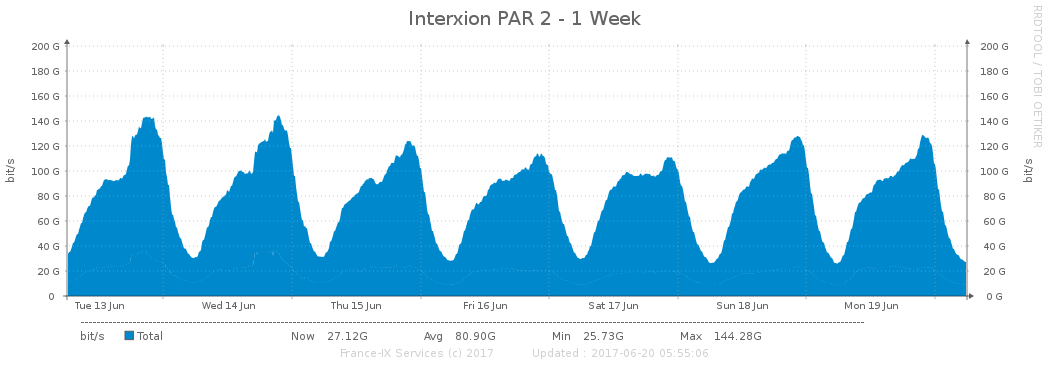 Interxion PAR 2 - 1 Week
RRDTOOL / TOBI OETIKER
bit/s
bit/s
200 G 200 G
180 G 180 G
160 G 160 G
140 G 140 G
120 G 120 G
100 G 100 G
80 G 80 G
60 G 60 G
40 G 40 G
20 G 20 G
0 0 G
Tue 13 Jun Wed 14 Jun Thu 15 Jun Fri 16 Jun Sat 17 Jun Sun 18 Jun Mon 19 Jun
bit/s Total Now 27.12G Avg 80.90G Min 25.73G Max 144.28G
France-IX Services (c) 2017 Updated : 2017-06-20 05:55:06